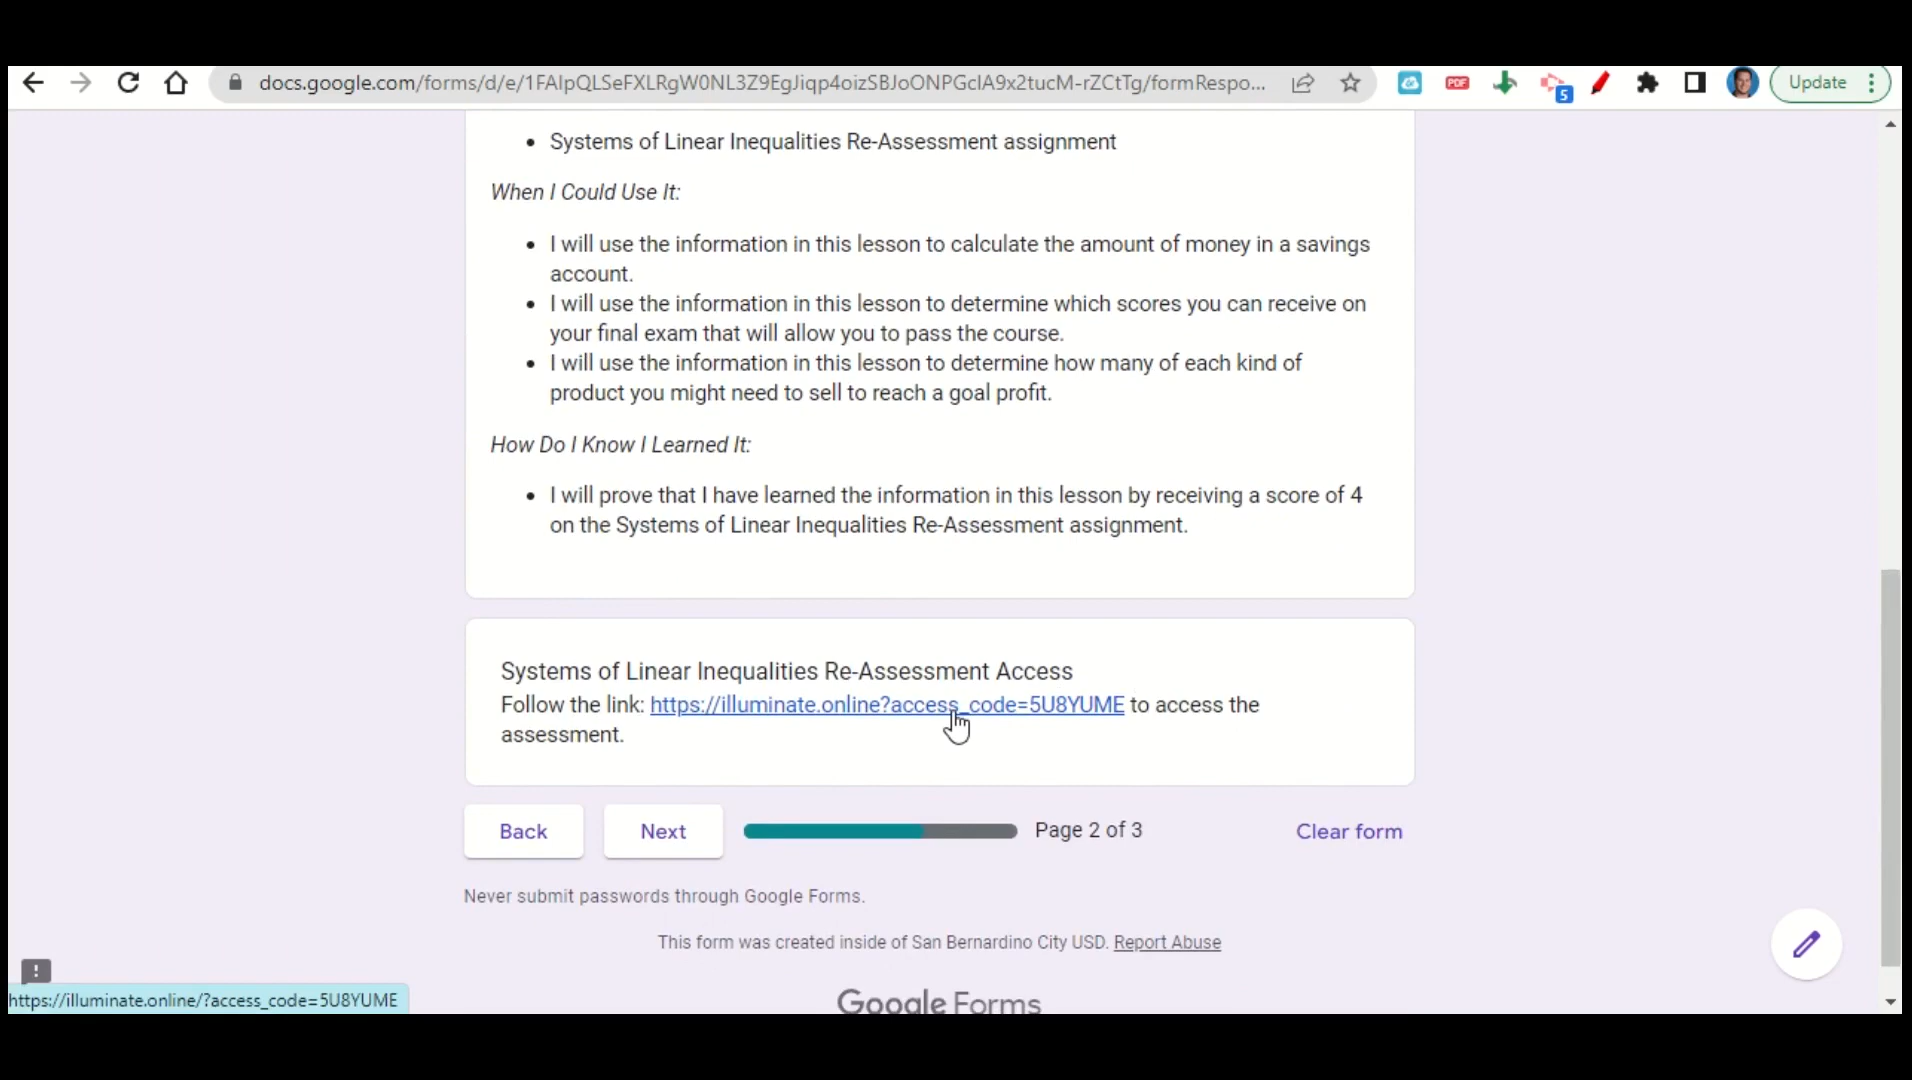 docs.google.com/forms/d/e/1FAIpQLSeFXLRgW0NL3Z9EgJiqp4oizSBJoONPGclA9x2tucM-rZCtTg/formRespo...
PDF
5
Update
• Systems of Linear Inequalities Re-Assessment assignment
When I Could Use It:
• I will use the information in this lesson to calculate the amount of money in a savings
account.
• I will use the information in this lesson to determine which scores you can receive on
your final exam that will allow you to pass the course.
• I will use the information in this lesson to determine how many of each kind of
product you might need to sell to reach a goal profit.
How Do I Know I Learned It:
• I will prove that I have learned the information in this lesson by receiving a score of 4
on the Systems of Linear Inequalities Re-Assessment assignment.
Systems of Linear Inequalities Re-Assessment Access
Follow the link: https://illuminate.online?access_code=5U8YUME to access the
assessment.
Back
Next
Page 2 of 3
Clear form
Never submit passwords through Google Forms.
This form was created inside of San Bernardino City USD. Report Abuse
https://illuminate.online/?access_code=5U8YUME
Google Forms